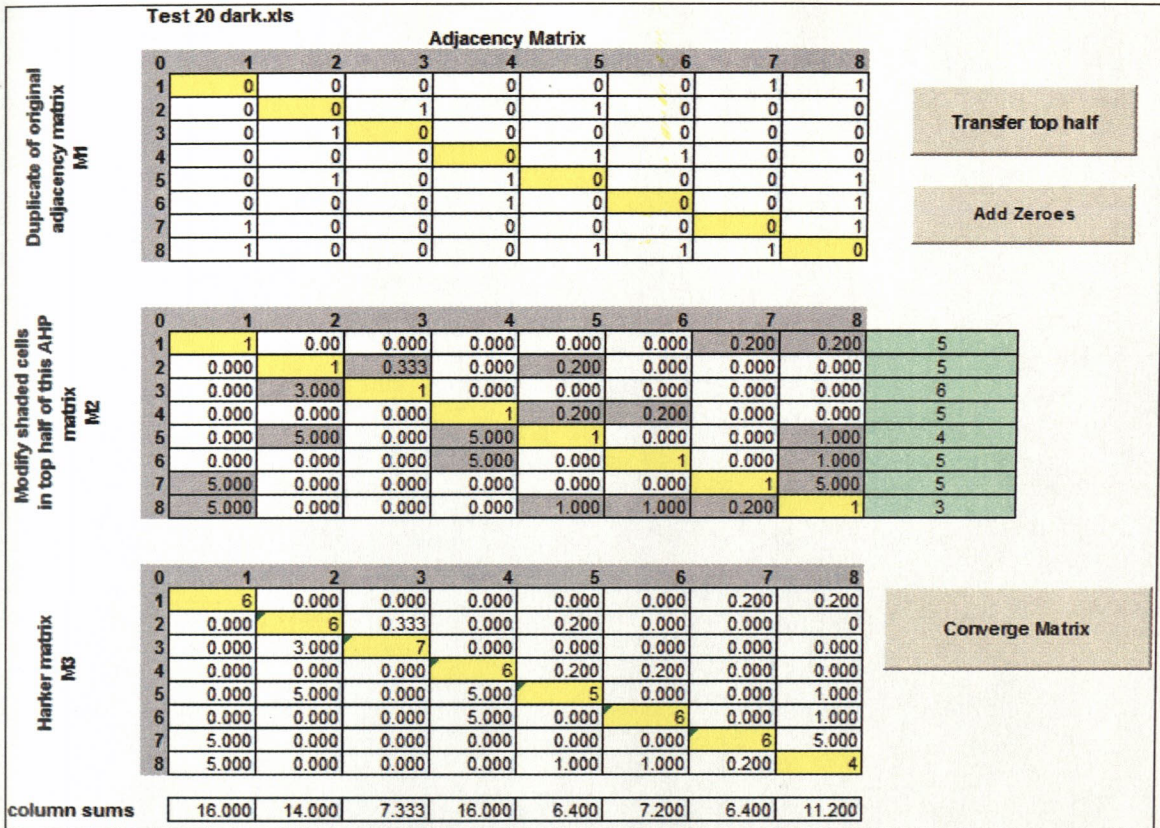 Test 20 dark.xls
Adjacency Matrix
Duplicate of original
adjacency matrix
M1
0 1 2 3 4 5 6 7 8
1 0 0 0 0 0 0 1 1
2 0 0 1 0 1 0 0 0
3 0 1 0 0 0 0 0 0
4 0 0 0 0 1 1 0 0
5 0 1 0 1 0 0 0 1
6 0 0 0 1 0 0 0 1
7 1 0 0 0 0 0 0 1
8 1 0 0 0 1 1 1 0
Transfer top half
Add Zeroes
Modify shaded cells
in top half of this AHP
matrix
M2
0 1 2 3 4 5 6 7 8
1 1 0.00 0.000 0.000 0.000 0.000 0.200 0.200 5
2 0.000 1 0.333 0.000 0.200 0.000 0.000 0.000 5
3 0.000 3.000 1 0.000 0.000 0.000 0.000 0.000 6
4 0.000 0.000 0.000 1 0.200 0.200 0.000 0.000 5
5 0.000 5.000 0.000 5.000 1 0.000 0.000 1.000 4
6 0.000 0.000 0.000 5.000 0.000 1 0.000 1.000 5
7 5.000 0.000 0.000 0.000 0.000 0.000 1 5.000 5
8 5.000 0.000 0.000 0.000 1.000 1.000 0.200 1 3
Harker matrix
M3
0 1 2 3 4 5 6 7 8
1 6 0.000 0.000 0.000 0.000 0.000 0.200 0.200
2 0.000 6 0.333 0.000 0.200 0.000 0.000 0
3 0.000 3.000 7 0.000 0.000 0.000 0.000 0.000
4 0.000 0.000 0.000 6 0.200 0.200 0.000 0.000
5 0.000 5.000 0.000 5.000 5 0.000 0.000 1.000
6 0.000 0.000 0.000 5.000 0.000 6 0.000 1.000
7 5.000 0.000 0.000 0.000 0.000 0.000 6 5.000
8 5.000 0.000 0.000 0.000 1.000 1.000 0.200 4
Converge Matrix
column sums 16.000 14.000 7.333 16.000 6.400 7.200 6.400 11.200